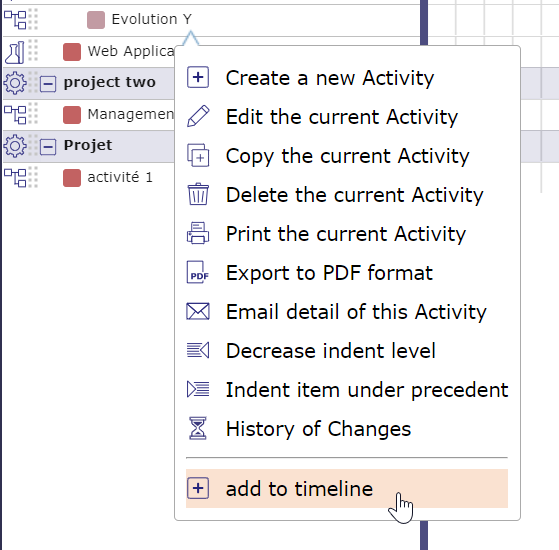 Evolution Y
Web Applica
Create a new Activity
project two
Edit the current Activity
Managemen
Copy the current Activity
Projet
Delete the current Activity
activité 1
Print the current Activity
PDF
Export to PDF format
Email detail of this Activity
Decrease indent level
Indent item under precedent
History of Changes
add to timeline